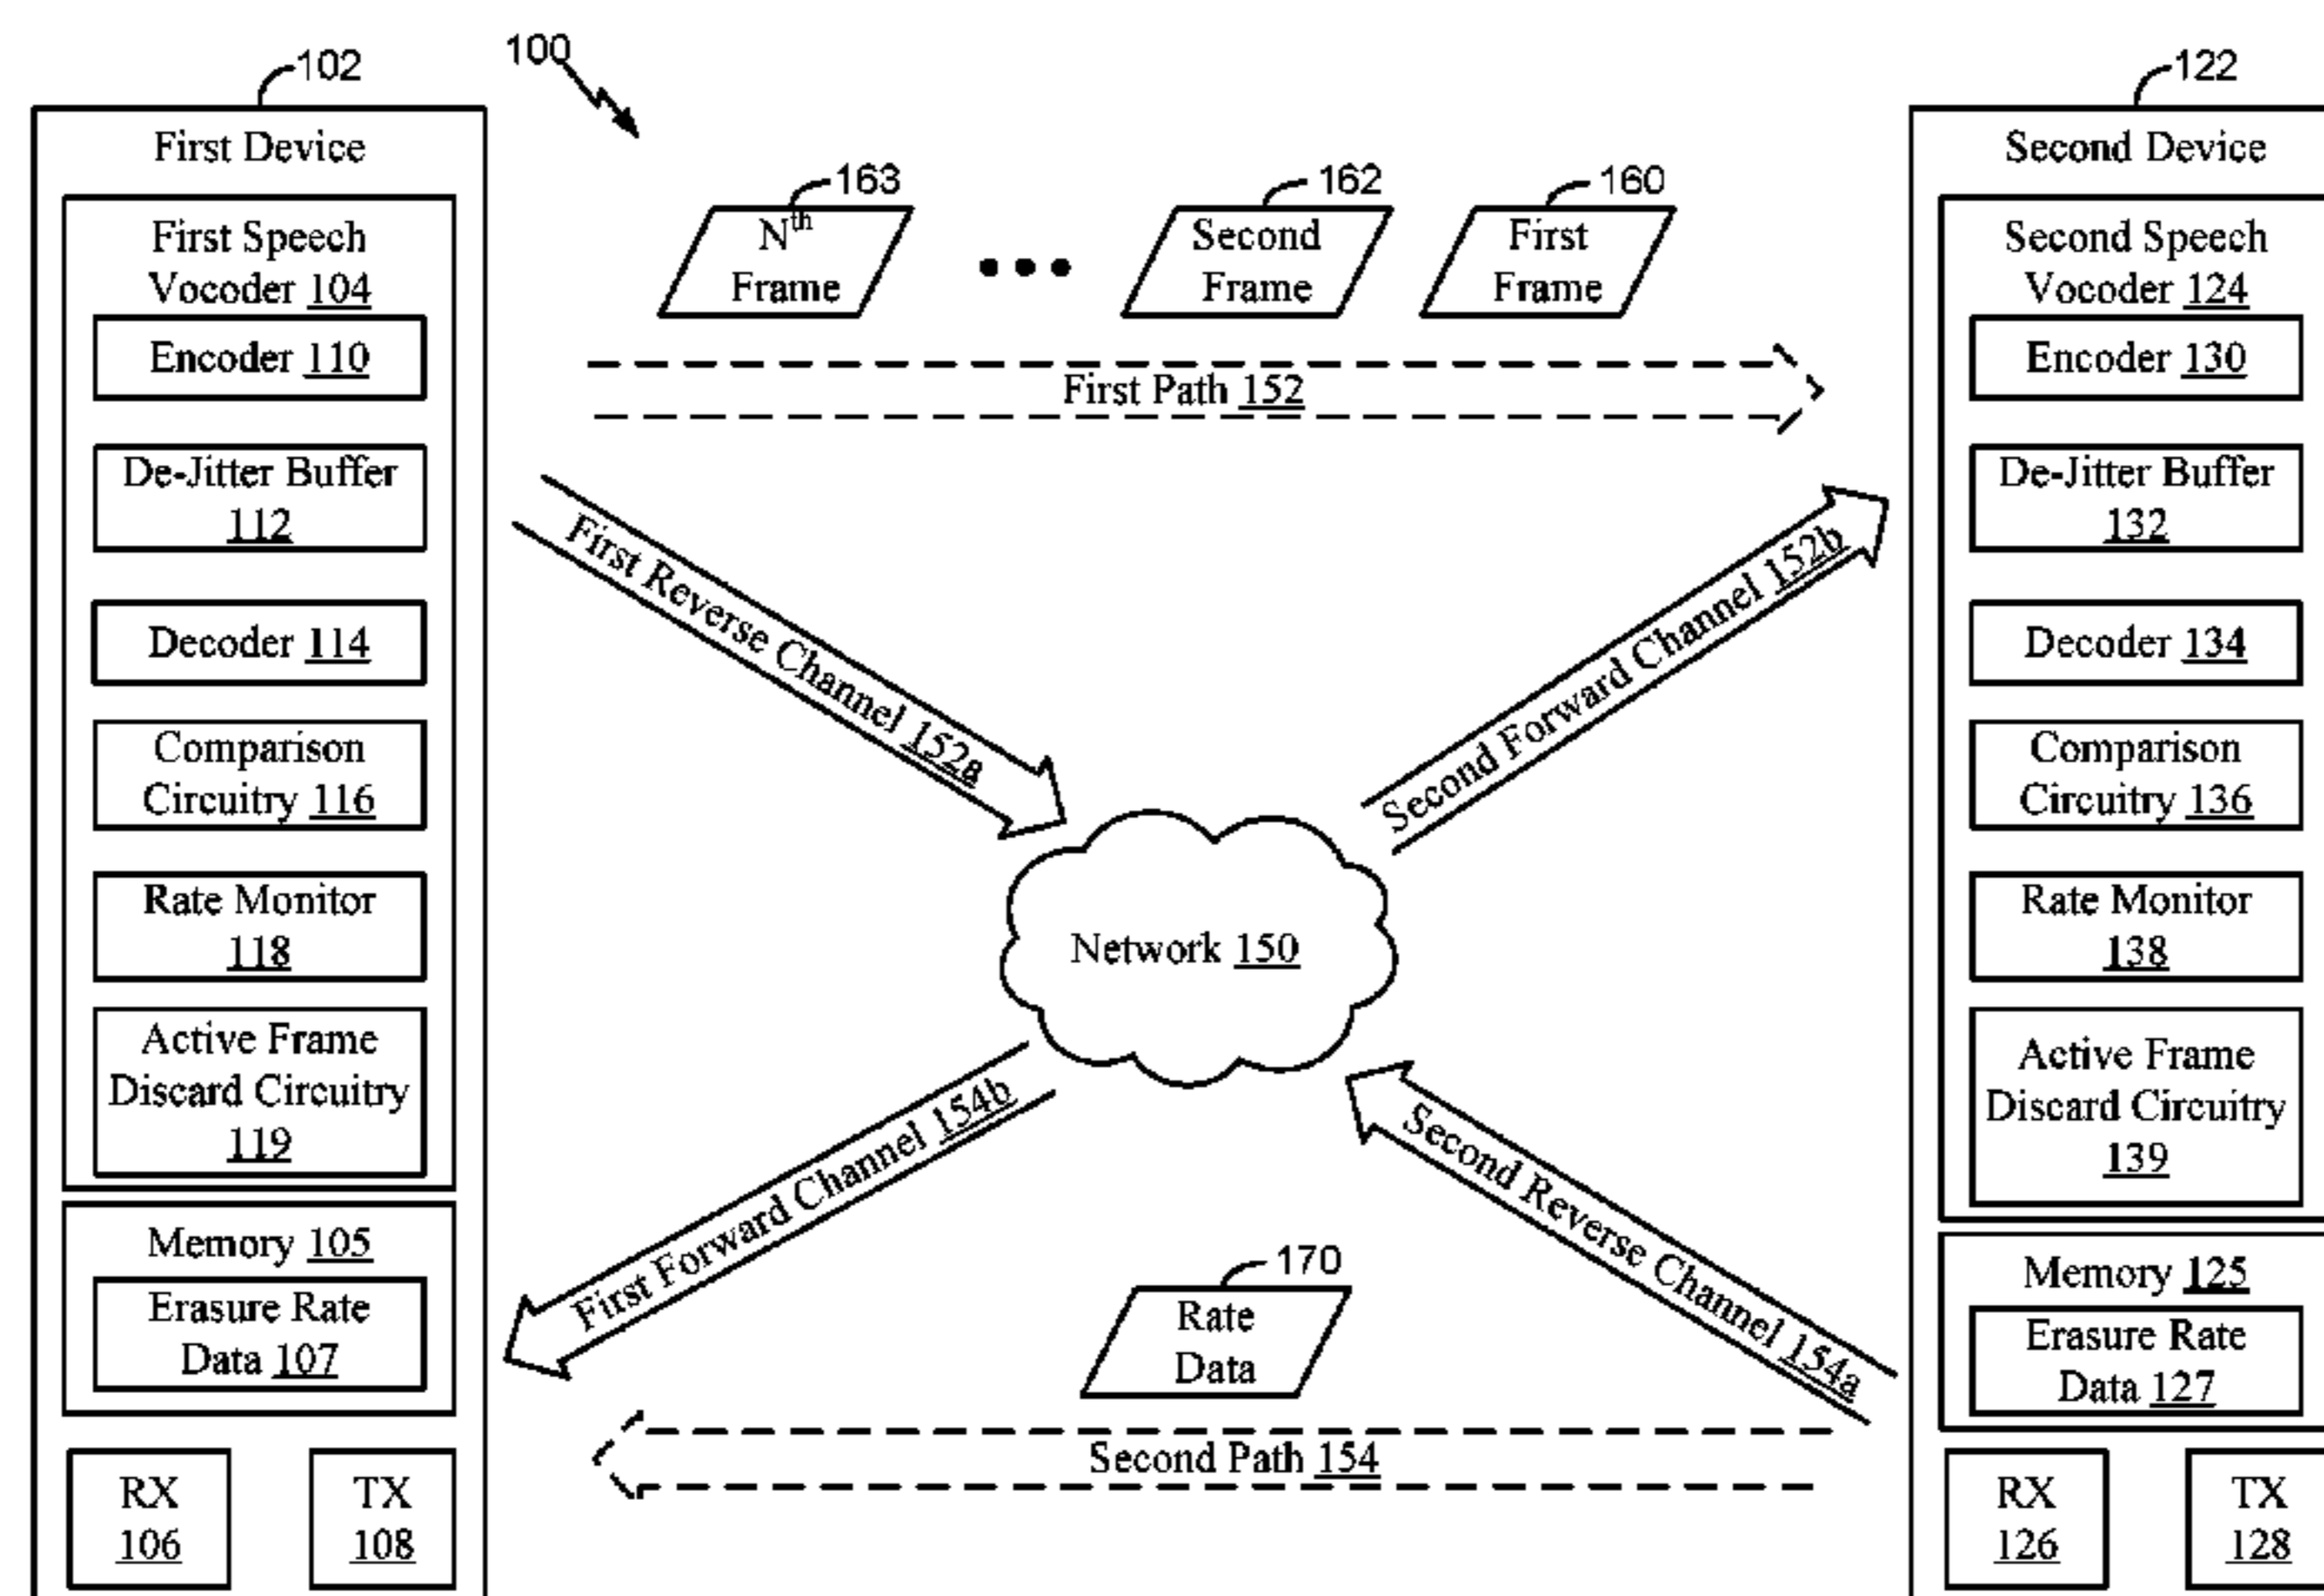 100
102
First Device
First Speech
Vocoder 104
Encoder 110
De-Jitter Buffer
112
Decoder 114
Comparison
Circuitry 116
Rate Monitor
118
Active Frame
Discard Circuitry
119
Memory 105
Erasure Rate
Data 107
RX
106
TX
108
163
Nth
Frame
162
Second
Frame
160
First
Frame
First Path 152
First Reverse Channel 152a
Second Forward Channel 152b
Network 150
First Forward Channel 154b
Second Reverse Channel 154a
170
Rate
Data
Second Path 154
122
Second Device
Second Speech
Vocoder 124
Encoder 130
De-Jitter Buffer
132
Decoder 134
Comparison
Circuitry 136
Rate Monitor
138
Active Frame
Discard Circuitry
139
Memory 125
Erasure Rate
Data 127
RX
126
TX
128